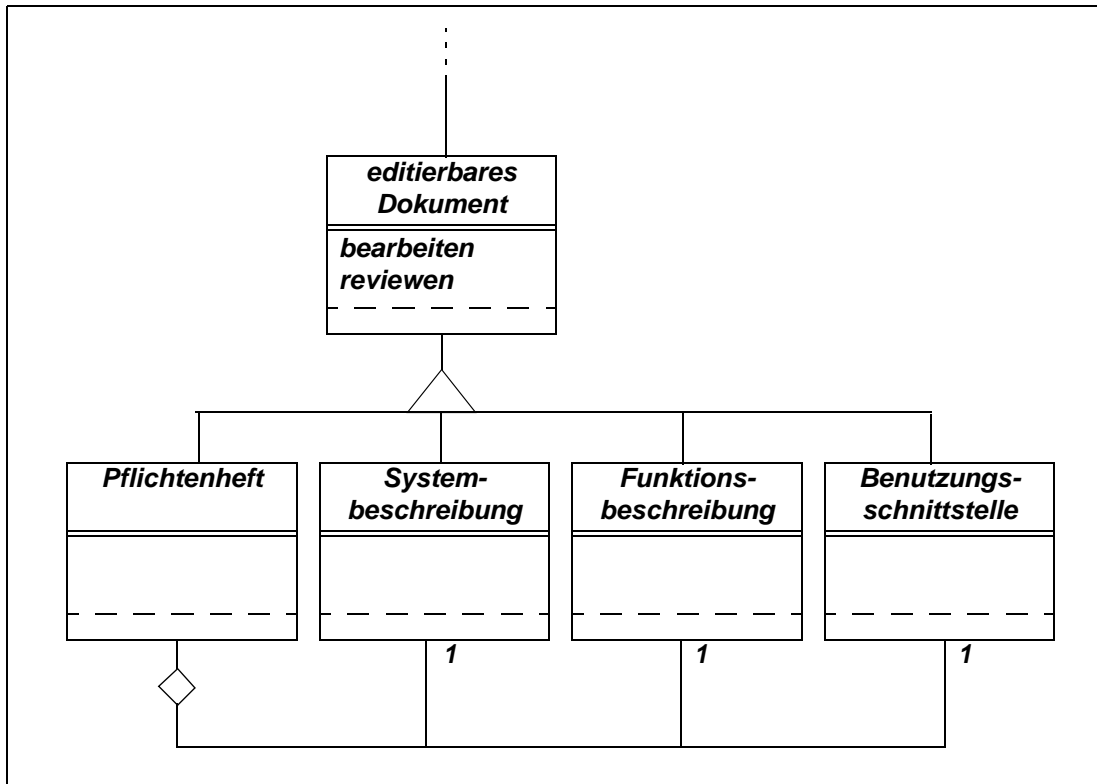 editierbares
Dokument
bearbeiten
reviewen
Pflichtenheft
System-
beschreibung
Funktions-
beschreibung
Benutzungs-
schnittstelle
1
1
1